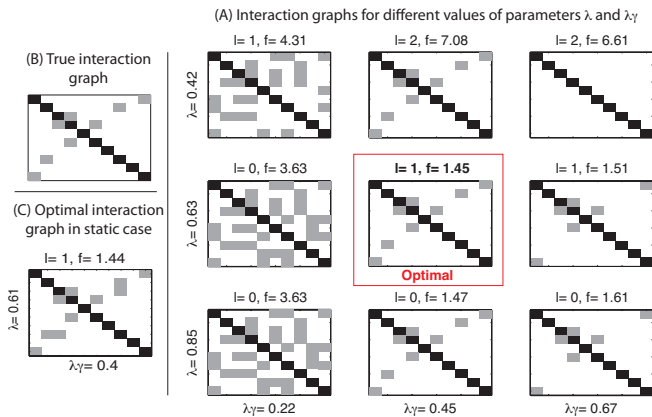 (A) Interaction graphs for different values of parameters λ and λγ
(B) True interaction
graph
(C) Optimal interaction
graph in static case
l= 1, f= 1.44
λ= 0.61
λγ= 0.4
l= 1, f= 4.31
l= 2, f= 7.08
l= 2, f= 6.61
λ= 0.42
l= 0, f= 3.63
l= 1, f= 1.45
l= 1, f= 1.51
λ= 0.63
Optimal
l= 0, f= 3.63
l= 0, f= 1.47
l= 0, f= 1.61
λ= 0.85
λγ= 0.22
λγ= 0.45
λγ= 0.67